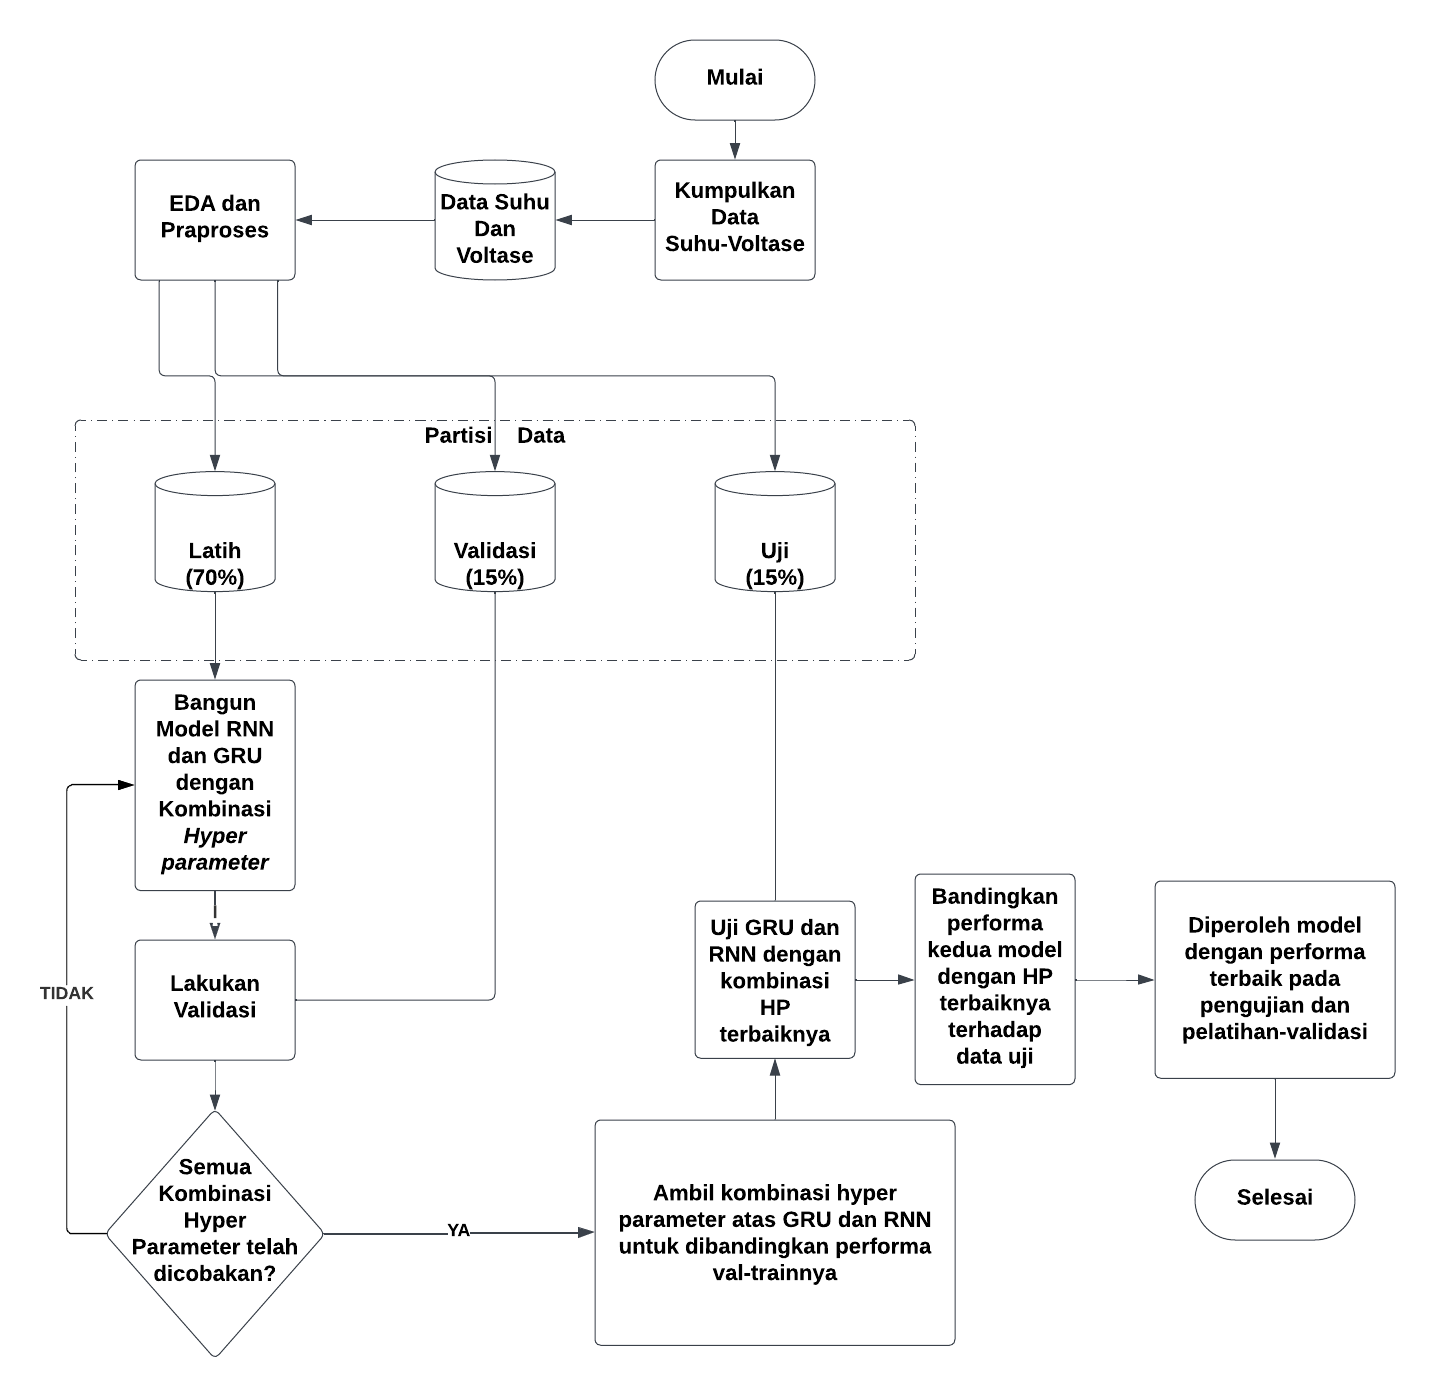 Mulai
Kumpulkan
Data
Suhu-Voltase
Data Suhu
Dan
Voltase
EDA dan
Praproses
Partisi Data
Latih
(70%)
Validasi
(15%)
Uji
(15%)
Bangun
Model RNN
dan GRU
dengan
Kombinasi
Hyper
parameter
Lakukan
Validasi
TIDAK
Semua
Kombinasi
Hyper
Parameter telah
dicobakan?
YA
Ambil kombinasi hyper
parameter atas GRU dan RNN
untuk dibandingkan performa
val-trainnya
Uji GRU dan
RNN dengan
kombinasi
HP
terbaiknya
Bandingkan
performa
kedua model
dengan HP
terbaiknya
terhadap
data uji
Diperoleh model
dengan performa
terbaik pada
pengujian dan
pelatihan-validasi
Selesai